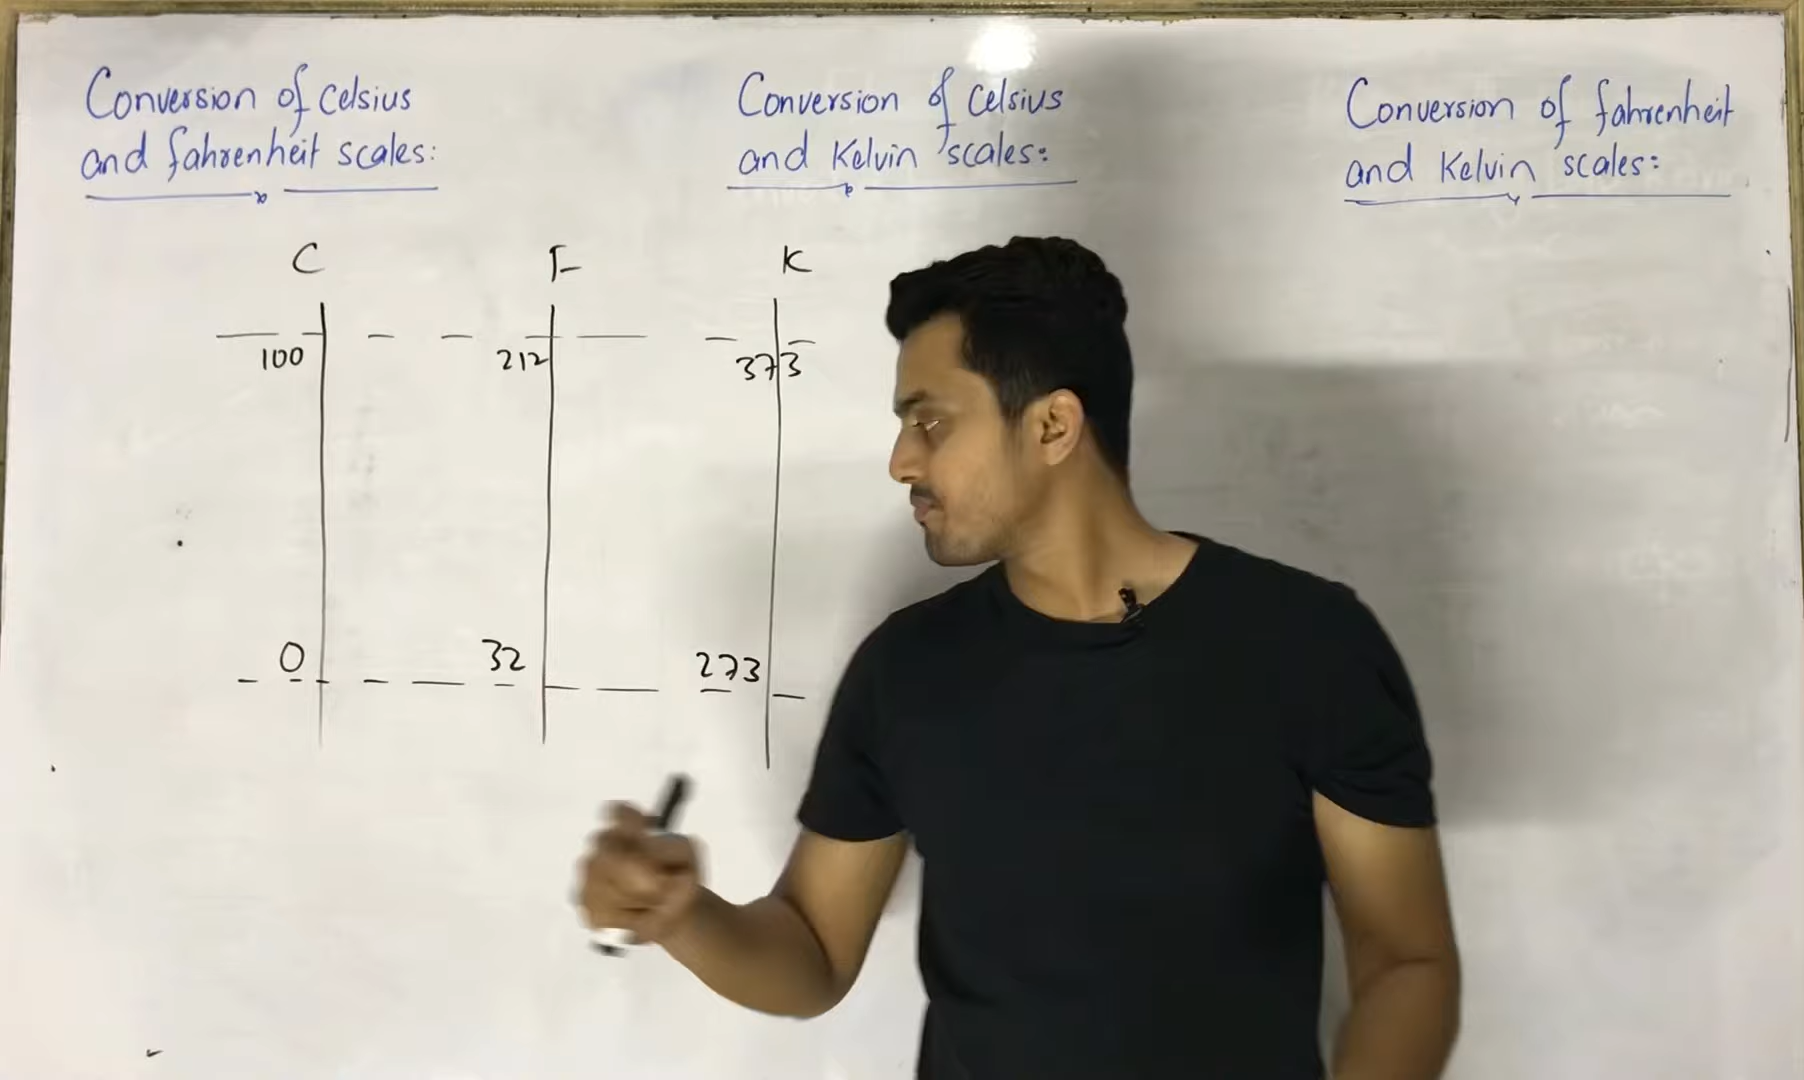 Conversion of Celsius
and fahrenheit scales:
Conversion of Celsius
and Kelvin scales:
Conversion of fahrenheit
and Kelvin scales:
C F K
100 212 373
0 32 273